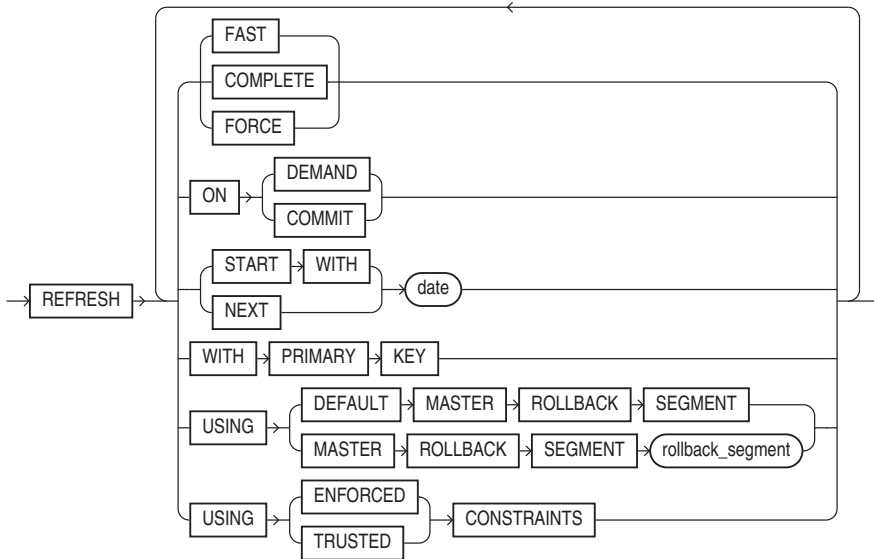 FAST
COMPLETE
FORCE
ON DEMAND
COMMIT
START WITH
NEXT
date
REFRESH
WITH PRIMARY KEY
DEFAULT MASTER ROLLBACK SEGMENT
USING
MASTER ROLLBACK SEGMENT rollback_segment
ENFORCED
USING CONSTRAINTS
TRUSTED